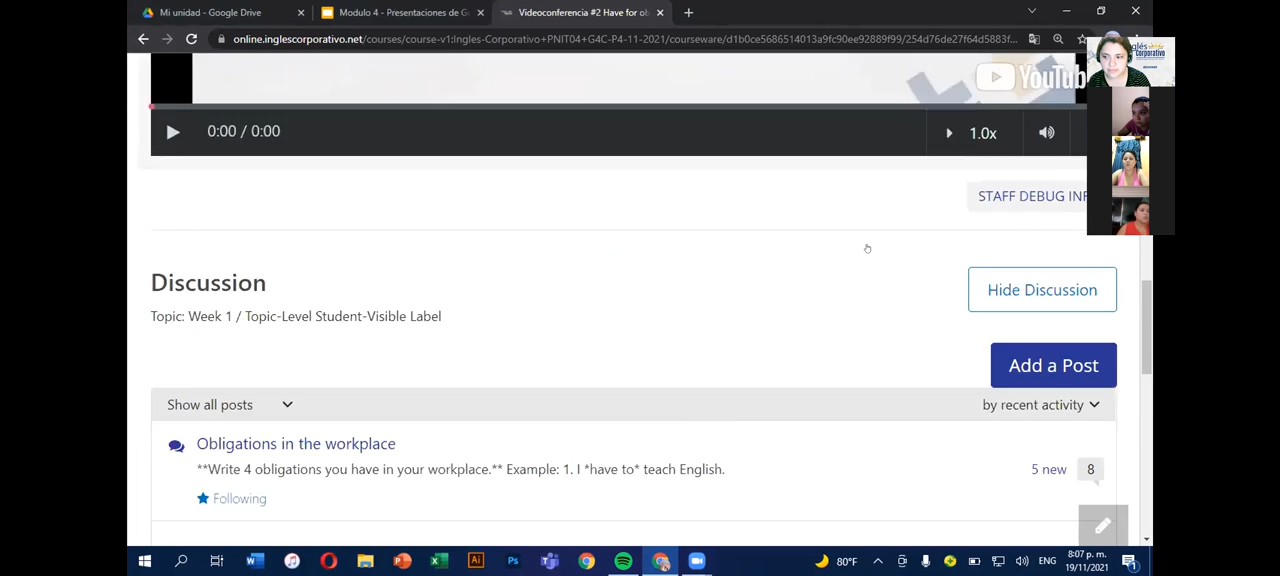 Mi unidad - Google Drive
Modulo 4 - Presentaciones de G
Videoconferencia #2 Have for ob
online.inglescorporativo.net/courses/course-v1:Ingles-Corporativo+PNIT04+G4C-P4-11-2021/courseware/d1b0ce5686514013a9fc90ee92889f99/254d76de27f64d5883f...
glés
Corporativo
YouTub
0:00 / 0:00
1.0x
STAFF DEBUG INF
Discussion
Hide Discussion
Topic: Week 1 / Topic-Level Student-Visible Label
Add a Post
Show all posts
by recent activity
Obligations in the workplace
**Write 4 obligations you have in your workplace.** Example: 1. I *have to* teach English.
5 new
8
Following
80°F
ENG
8:07 p. m.
19/11/2021